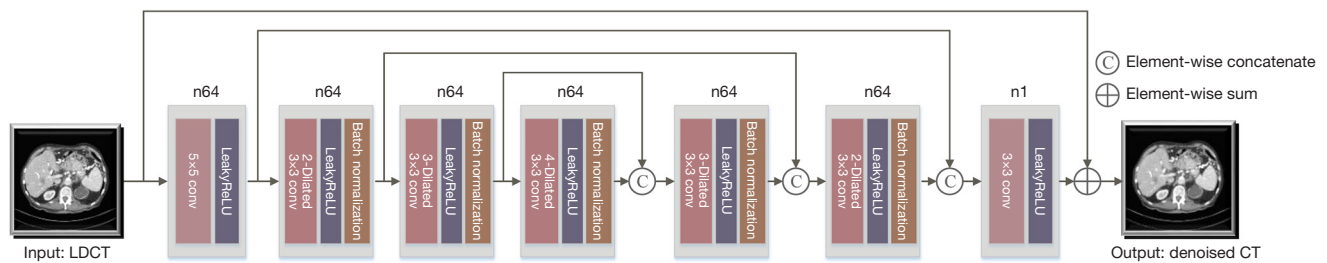 n64
n64
n64
n64
n64
n64
n1
Element-wise concatenate
Element-wise sum
5×5 conv
LeakyReLU
2-Dilated
3×3 conv
LeakyReLU
Batch normalization
3-Dilated
3×3 conv
LeakyReLU
Batch normalization
4-Dilated
3×3 conv
LeakyReLU
Batch normalization
C
3-Dilated
3×3 conv
LeakyReLU
Batch normalization
C
2-Dilated
3×3 conv
LeakyReLU
Batch normalization
C
3×3 conv
LeakyReLU
C
Input: LDCT
Output: denoised CT